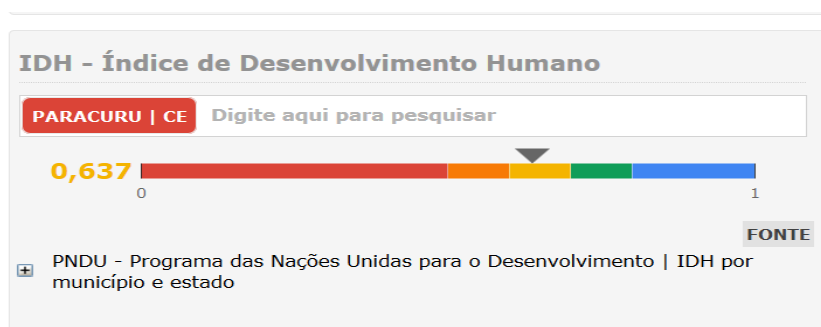 IDH - Índice de Desenvolvimento Humano
PARACURU | CE Digite aqui para pesquisar
0,637
0 1
FONTE
PNDU - Programa das Nações Unidas para o Desenvolvimento | IDH por
município e estado